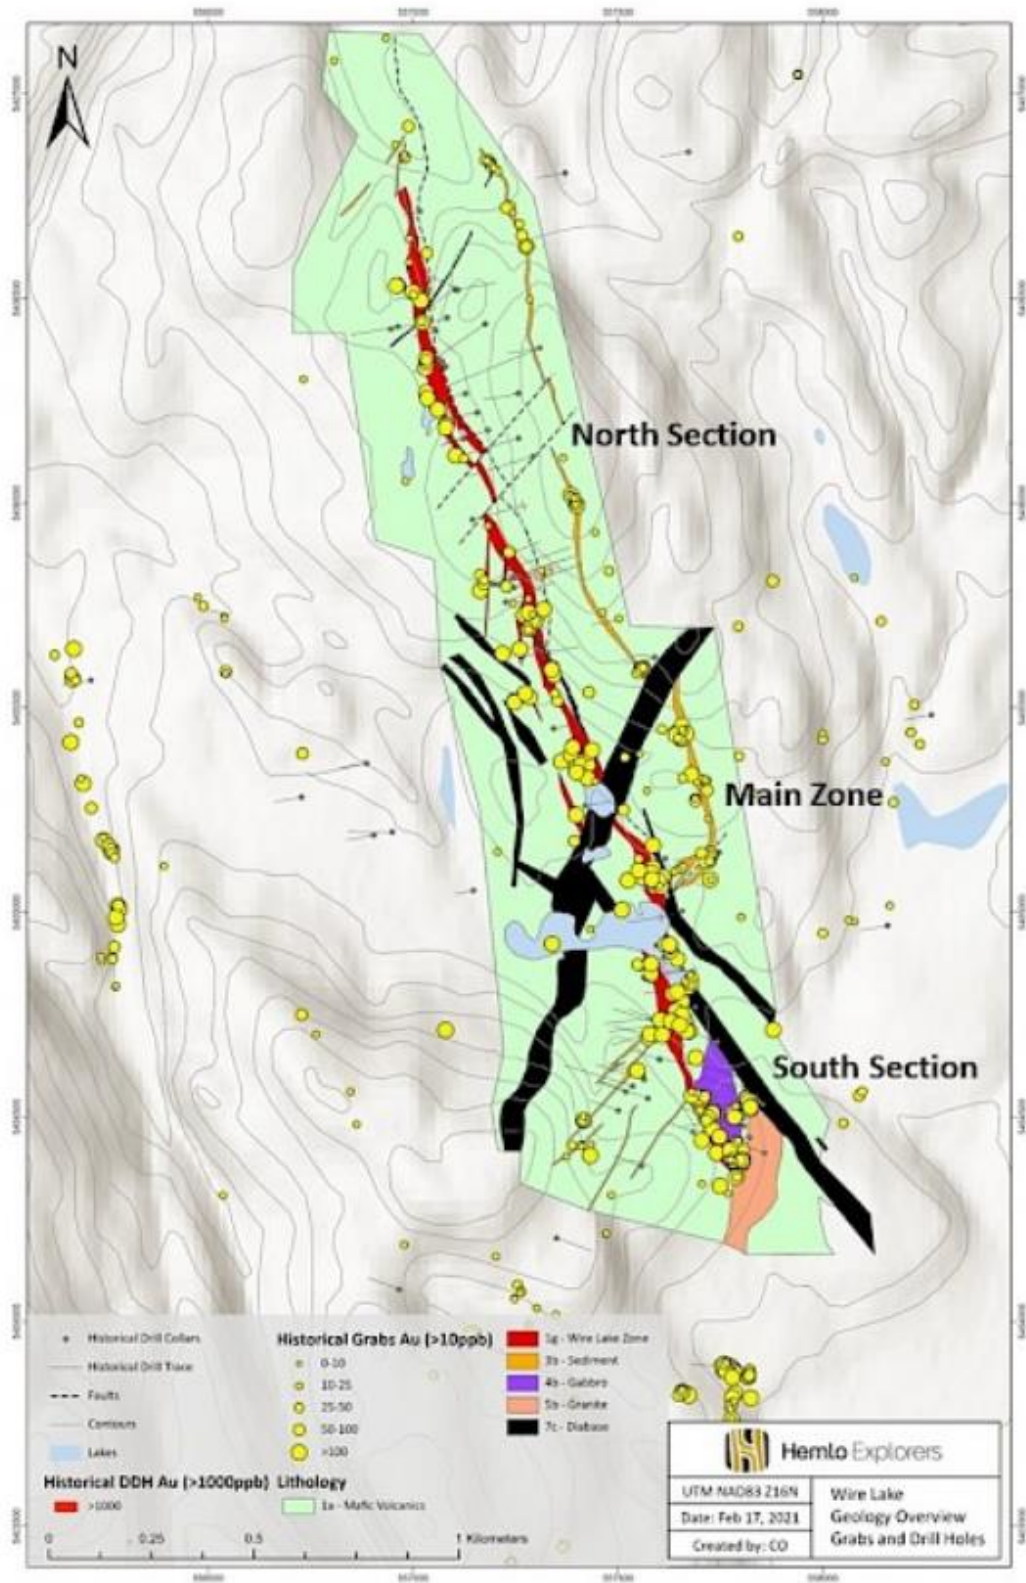 N
North Section
Main Zone
South Section
Historical Drill Collars
Historical Drill Trace
Faults
Contours
Lakes
Historical DDH Au (>1000ppb)
>1000
Historical Grabs Au (>10ppb)
0-10
10-25
25-50
50-100
>100
Lithology
1a - Mafic Volcanics
1g - Wire Lake Zone
3b - Sediment
4b - Gabbro
5b - Granite
7c - Diabase
0 0.25 0.5 1 Kilometers
Hemlo Explorers
UTM NAD83 Z16N
Date: Feb 17, 2021
Created by: CO
Wire Lake
Geology Overview
Grabs and Drill Holes